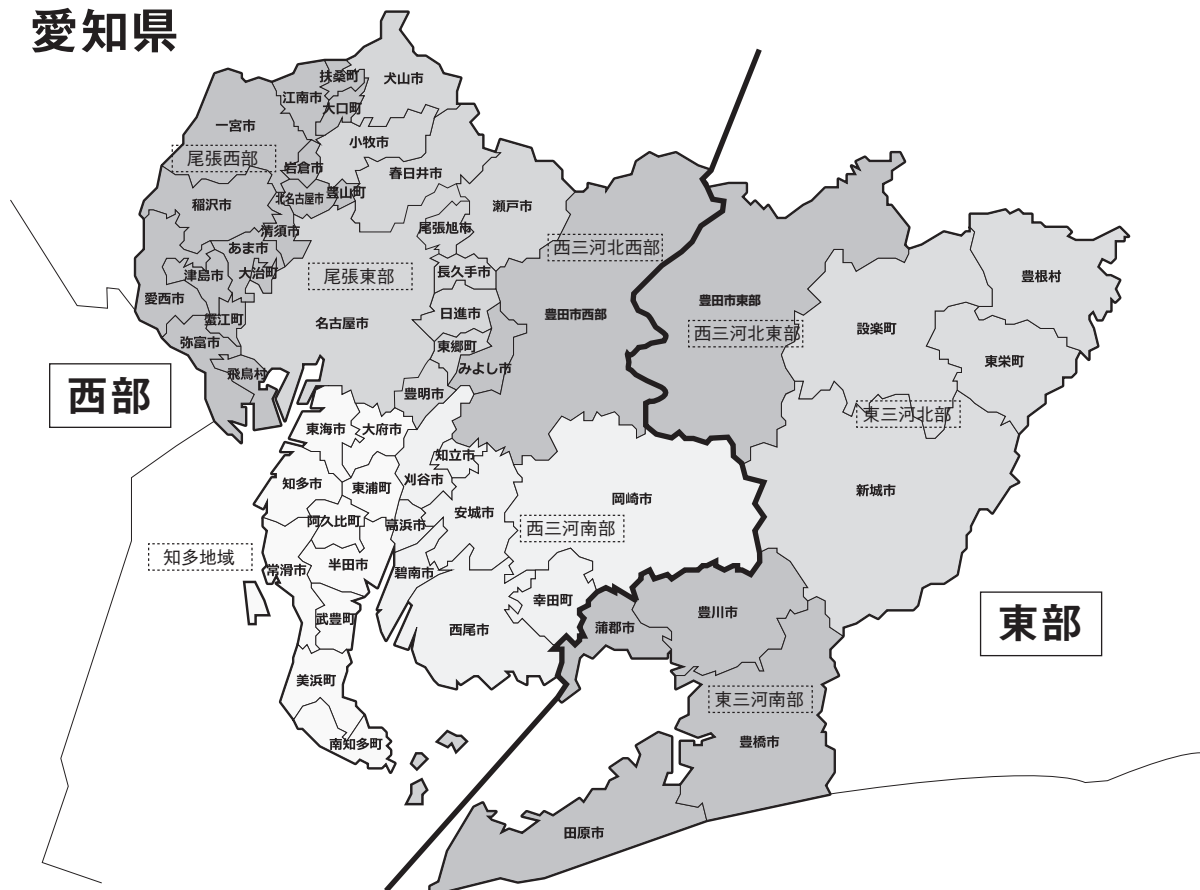 愛知県
扶桑町
犬山市
江南市
大口町
一宮市
小牧市
尾張西部
岩倉市
春日井市
豊山町
北名古屋市
稲沢市
瀬戸市
清須市
尾張旭市
あま市
西三河北西部
津島市
大治町
尾張東部
長久手市
豊根村
愛西市
豊田市東部
蟹江町
名古屋市
日進市
豊田市西部
設楽町
西三河北東部
弥富市
東郷町
東栄町
飛島村
みよし市
西部
豊明市
東三河北部
東海市
大府市
知立市
知多市
東浦町
刈谷市
新城市
岡崎市
安城市
阿久比町
高浜市
西三河南部
知多地域
常滑市
半田市
碧南市
幸田町
豊川市
武豊町
西尾市
蒲郡市
東部
美浜町
東三河南部
南知多町
豊橋市
田原市